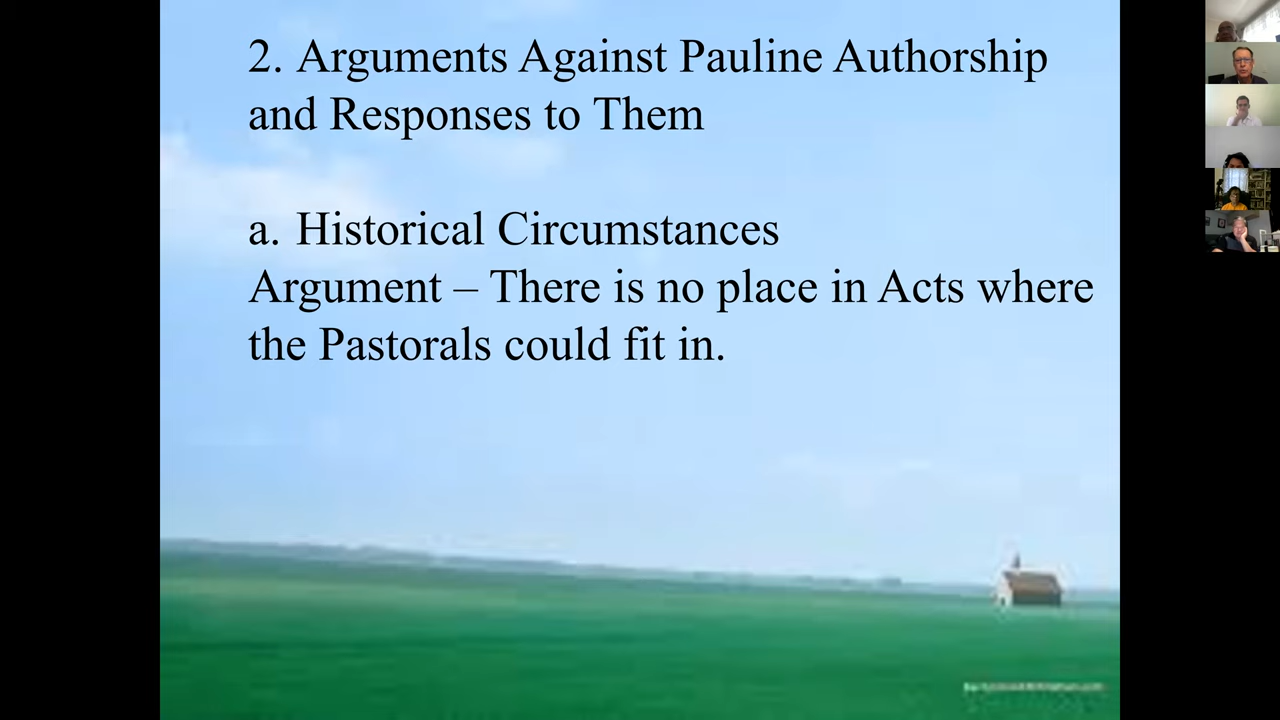 2. Arguments Against Pauline Authorship
and Responses to Them
a. Historical Circumstances
Argument – There is no place in Acts where
the Pastorals could fit in.